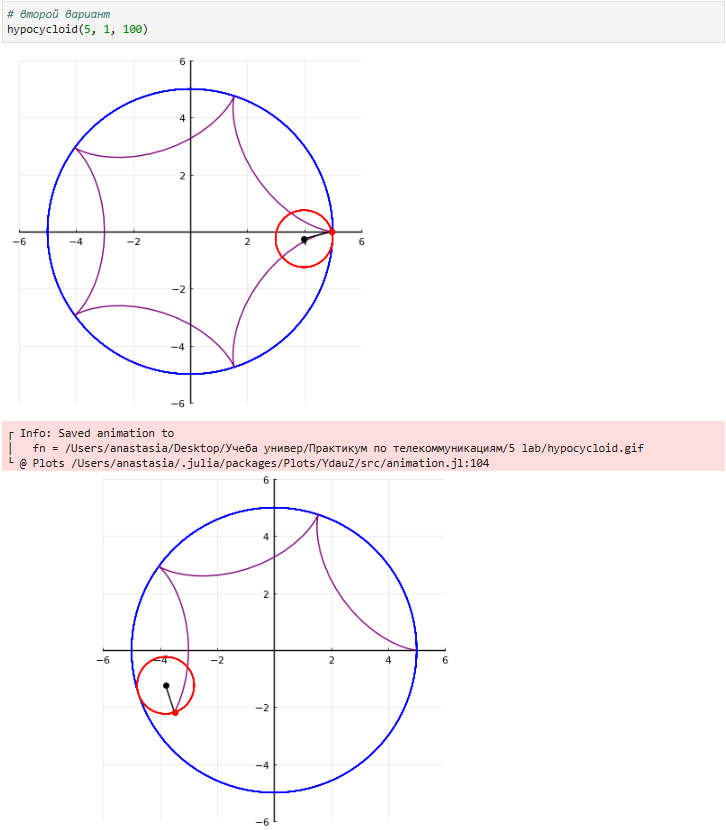 # второй вариант
hypocycloid(5, 1, 100)
6
4
2
−6 −4 −2 2 4 6
−2
−4
−6
┌ Info: Saved animation to
│   fn = /Users/anastasia/Desktop/Учеба универ/Практикум по телекоммуникациям/5 lab/hypocycloid.gif
└ @ Plots /Users/anastasia/.julia/packages/Plots/YdauZ/src/animation.jl:104
6
4
2
−6 −4 −2 2 4 6
−2
−4
−6